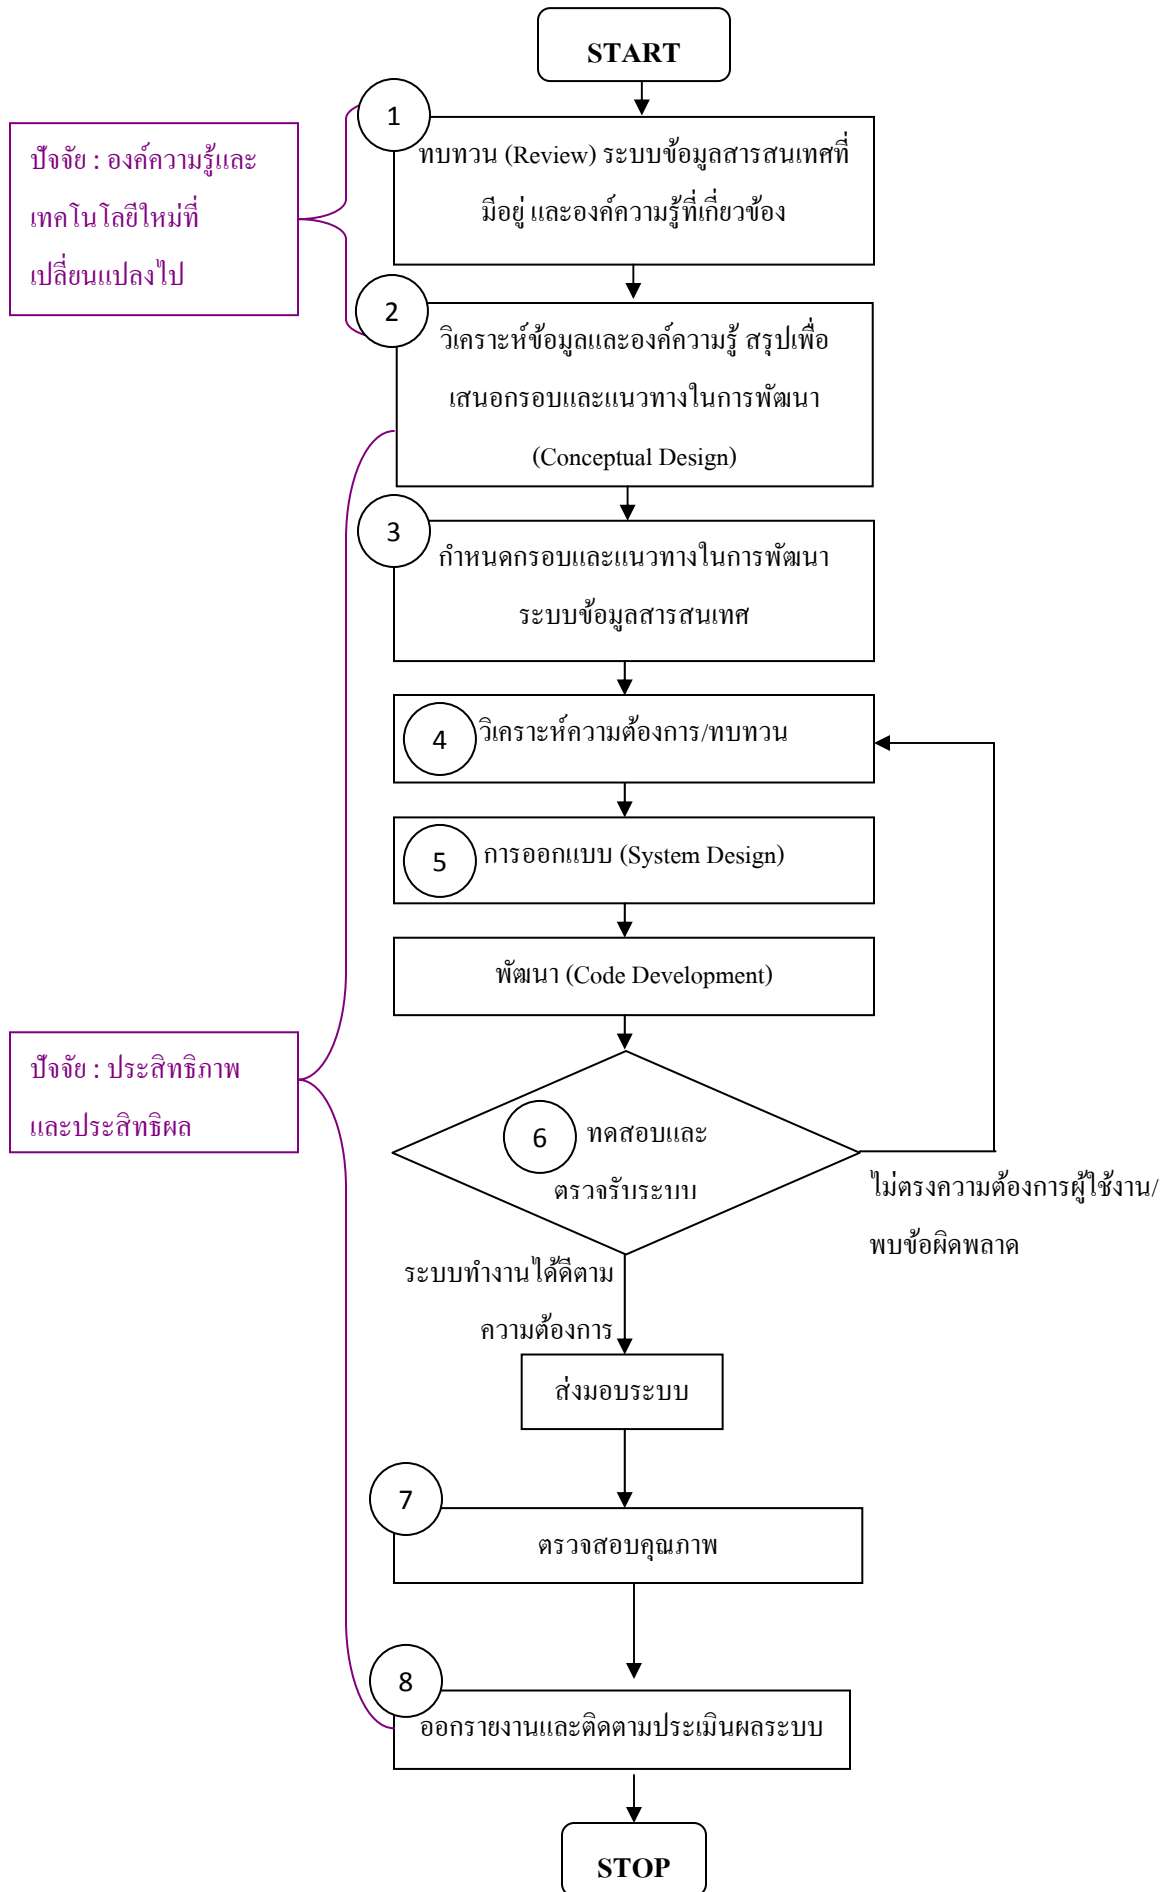 START
1
ทบทวน (Review) ระบบข้อมูลสารสนเทศที่
มีอยู่ และองค์ความรู้ที่เกี่ยวข้อง
ปัจจัย : องค์ความรู้และ
เทคโนโลยีใหม่ที่
เปลี่ยนแปลงไป
2
วิเคราะห์ข้อมูลและองค์ความรู้ สรุปเพื่อ
เสนอกรอบและแนวทางในการพัฒนา
(Conceptual Design)
3
กำหนดกรอบและแนวทางในการพัฒนา
ระบบข้อมูลสารสนเทศ
4
วิเคราะห์ความต้องการ/ทบทวน
5
การออกแบบ (System Design)
พัฒนา (Code Development)
ปัจจัย : ประสิทธิภาพ
และประสิทธิผล
6
ทดสอบและ
ตรวจรับระบบ
ไม่ตรงความต้องการผู้ใช้งาน/
พบข้อผิดพลาด
ระบบทำงานได้ดีตาม
ความต้องการ
ส่งมอบระบบ
7
ตรวจสอบคุณภาพ
8
ออกรายงานและติดตามประเมินผลระบบ
STOP